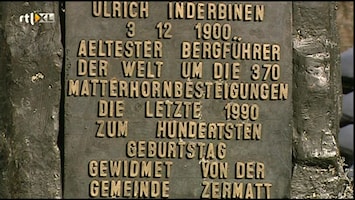 rtl XL
ULRICH INDERBINEN
3 12 1900
AELTESTER BERGFÜHRER
DER WELT UM DIE 370
MATTERHORNBESTEIGUNGEN
DIE LETZTE 1990
ZUM HUNDERTSTEN
GEBURTSTAG
GEWIDMET VON DER
GEMEINDE ZERMATT